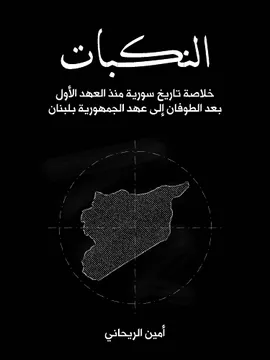 النكبات
خلاصة تاريخ سورية منذ العهد الأول
بعد الطوفان إلى عهد الجمهورية بلبنان
أمين الريحاني